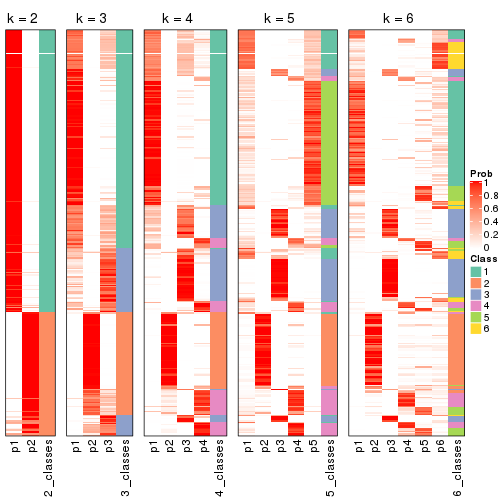 k = 2
k = 3
k = 4
k = 5
k = 6
Prob
1
0.8
0.6
0.4
0.2
0
Class
1
2
3
4
5
6
p1
p2
2_classes
p1
p2
p3
3_classes
p1
p2
p3
p4
4_classes
p1
p2
p3
p4
p5
5_classes
p1
p2
p3
p4
p5
p6
6_classes